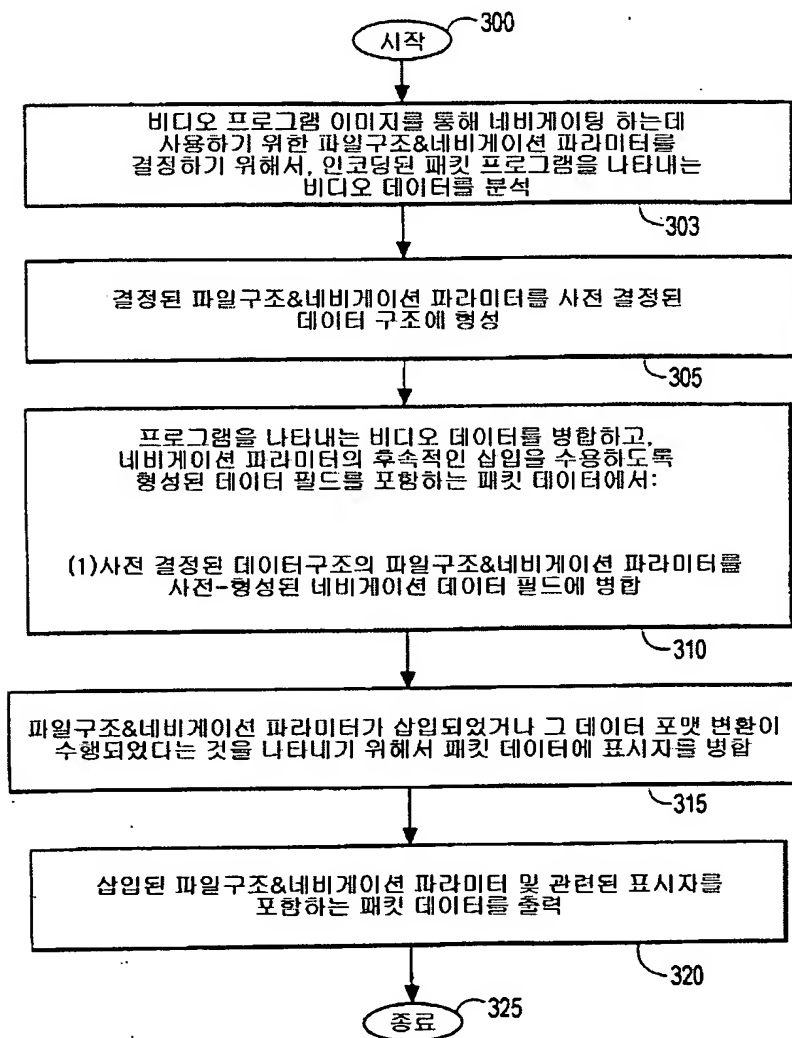 300
시작
비디오 프로그램 이미지를 통해 네비게이팅 하는데
사용하기 위한 파일구조&네비게이션 파라미터를
결정하기 위해서, 인코딩된 패킷 프로그램을 나타내는
비디오 데이터를 분석
303
결정된 파일구조&네비게이션 파라미터를 사전 결정된
데이터 구조에 형성
305
프로그램을 나타내는 비디오 데이터를 병합하고,
네비게이션 파라미터의 후속적인 삽입을 수용하도록
형성된 데이터 필드를 포함하는 패킷 데이터에서:
(1)사전 결정된 데이터구조의 파일구조&네비게이션 파라미터를
사전-형성된 네비게이션 데이터 필드에 병합
310
파일구조&네비게이션 파라미터가 삽입되었거나 그 데이터 포맷 변환이
수행되었다는 것을 나타내기 위해서 패킷 데이터에 표시자를 병합
315
삽입된 파일구조&네비게이션 파라미터 및 관련된 표시자를
포함하는 패킷 데이터를 출력
320
종료
325